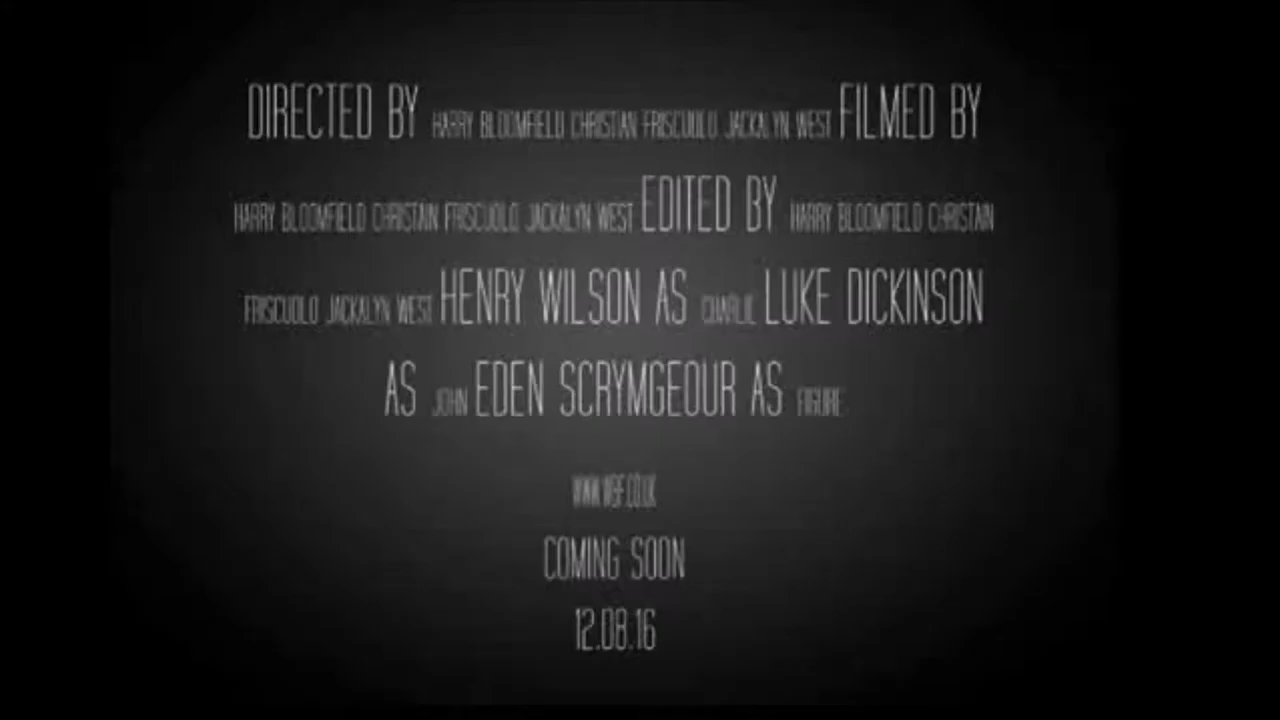 DIRECTED BY HARRY BLOOMFIELD CHRISTIAN FRISCUOLO JACKALYN WEST FILMED BY
HARRY BLOOMFIELD CHRISTAIN FRISCUOLO JACKALYN WEST EDITED BY HARRY BLOOMFIELD CHRISTAIN
FRISCUOLO JACKALYN WEST HENRY WILSON AS CHARLIE LUKE DICKINSON
AS JOHN EDEN SCRYMGEOUR AS FIGURE
COMING SOON
12.08.16